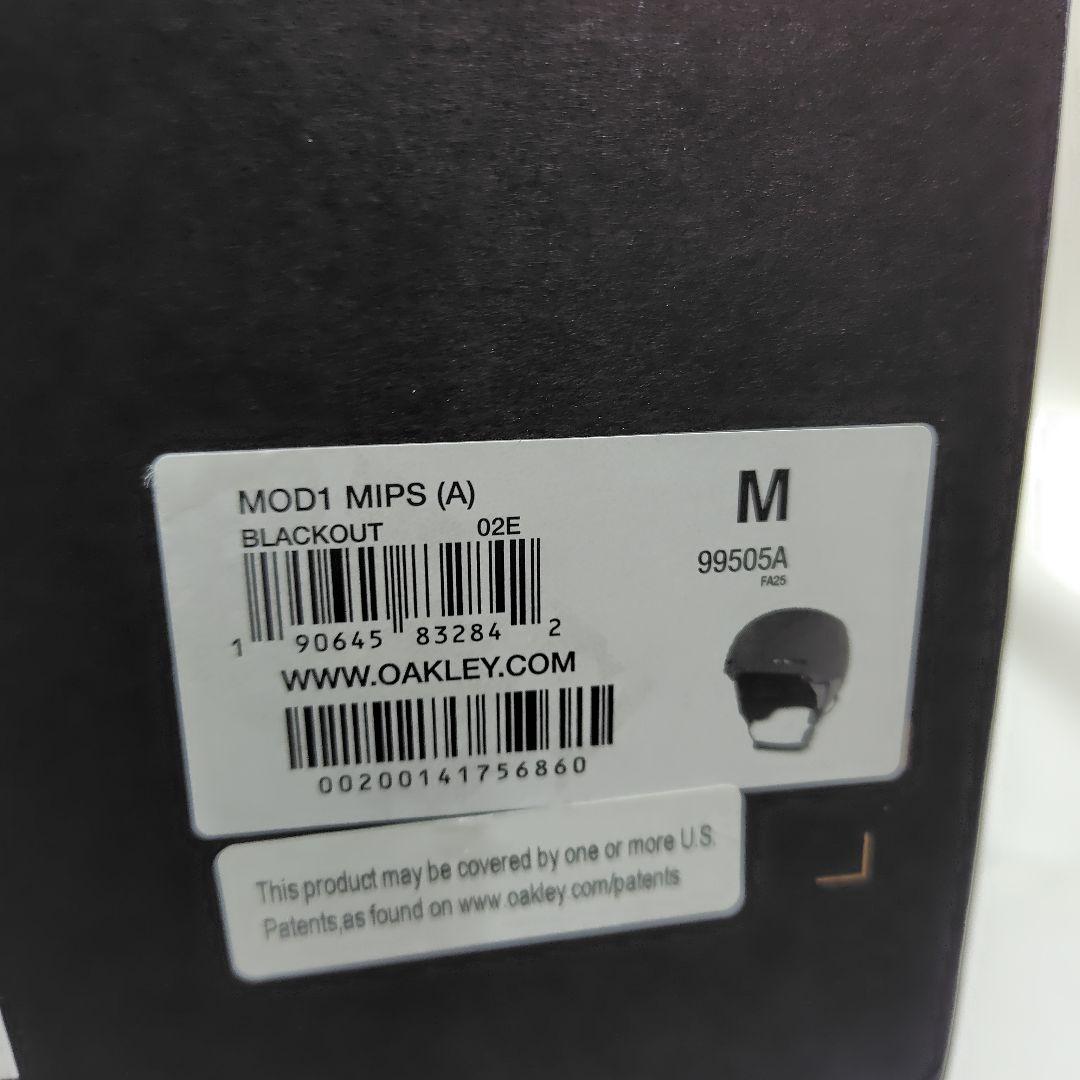 MOD1 MIPS (A)
BLACKOUT 02E
1 90645 83284 2
WWW.OAKLEY.COM
00200141756860
M
99505A
FA25
This product may be covered by one or more U.S.
Patents,as found on www.oakley.com/patents